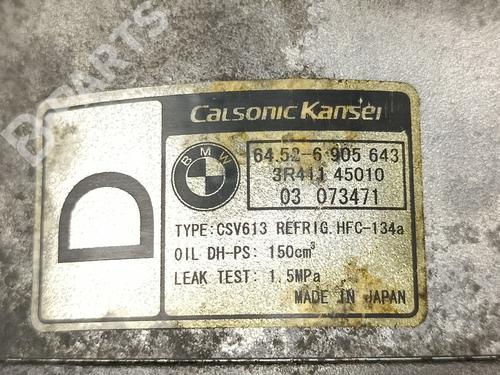 B-PARTS
D
Calsonic Kansei
BMW
64.52-6 905 643
3R411 45010
03 073471
TYPE: CSV613 REFRIG. HFC-134a
OIL DH-PS: 150cm³
LEAK TEST: 1.5MPa
MADE IN JAPAN